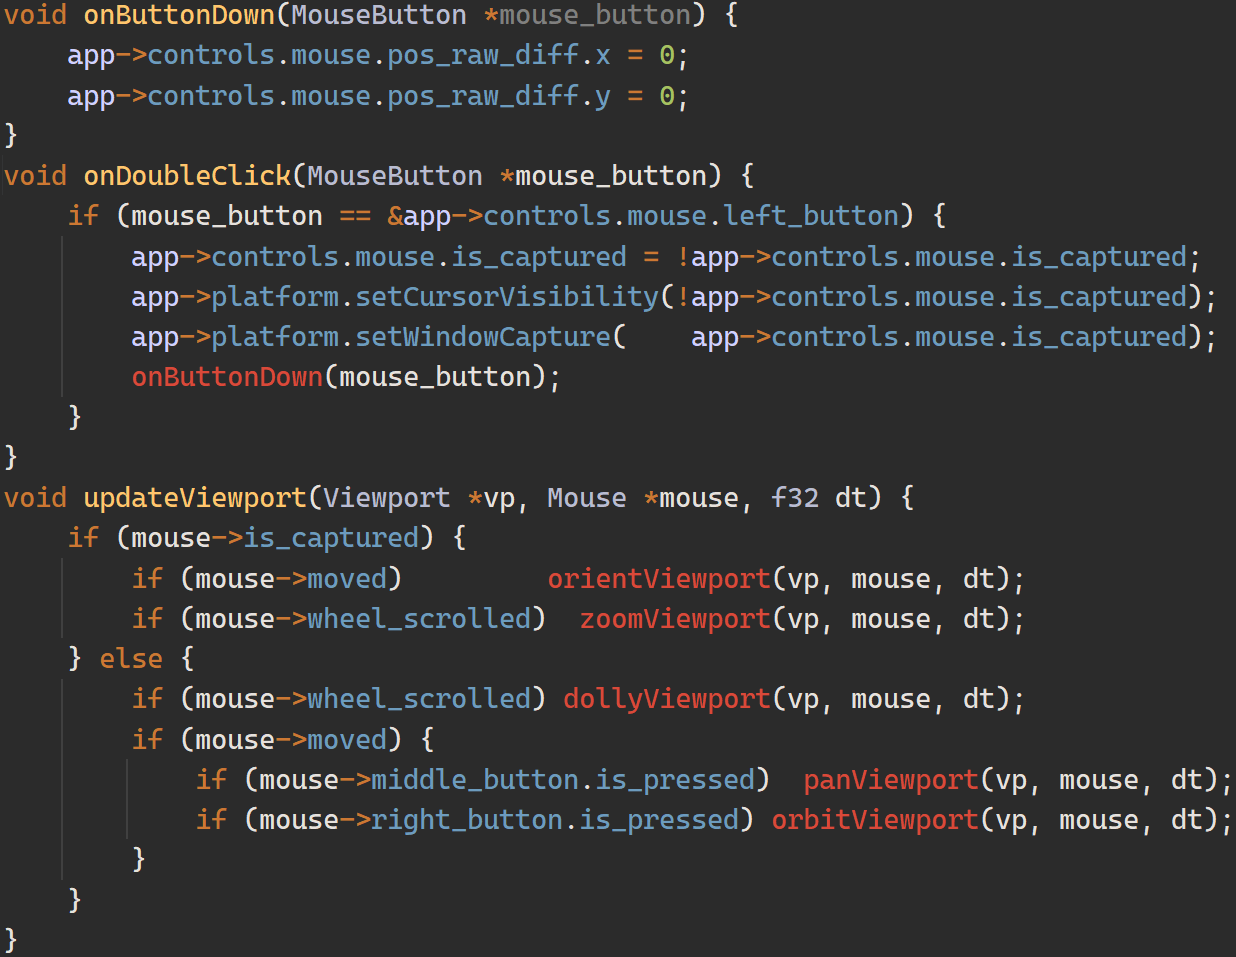 void onButtonDown(MouseButton *mouse_button) {
    app->controls.mouse.pos_raw_diff.x = 0;
    app->controls.mouse.pos_raw_diff.y = 0;
}
void onDoubleClick(MouseButton *mouse_button) {
    if (mouse_button == &app->controls.mouse.left_button) {
        app->controls.mouse.is_captured = !app->controls.mouse.is_captured;
        app->platform.setCursorVisibility(!app->controls.mouse.is_captured);
        app->platform.setWindowCapture(    app->controls.mouse.is_captured);
        onButtonDown(mouse_button);
    }
}
void updateViewport(Viewport *vp, Mouse *mouse, f32 dt) {
    if (mouse->is_captured) {
        if (mouse->moved)         orientViewport(vp, mouse, dt);
        if (mouse->wheel_scrolled)  zoomViewport(vp, mouse, dt);
    } else {
        if (mouse->wheel_scrolled) dollyViewport(vp, mouse, dt);
        if (mouse->moved) {
            if (mouse->middle_button.is_pressed)  panViewport(vp, mouse, dt);
            if (mouse->right_button.is_pressed) orbitViewport(vp, mouse, dt);
        }
    }
}